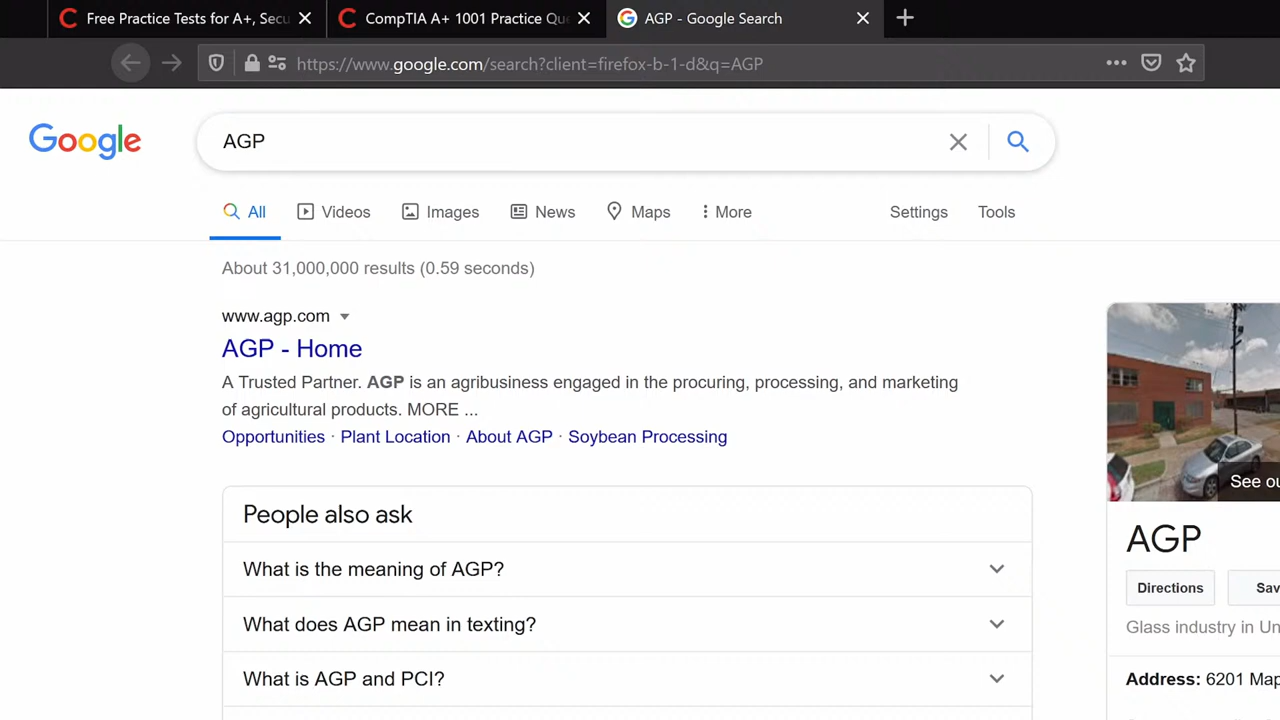 Free Practice Tests for A+, Secu
CompTIA A+ 1001 Practice Que
AGP - Google Search
https://www.google.com/search?client=firefox-b-1-d&q=AGP
Google
AGP
All
Videos
Images
News
Maps
More
Settings
Tools
About 31,000,000 results (0.59 seconds)
www.agp.com
AGP - Home
A Trusted Partner. AGP is an agribusiness engaged in the procuring, processing, and marketing
of agricultural products. MORE ...
Opportunities · Plant Location · About AGP · Soybean Processing
People also ask
What is the meaning of AGP?
What does AGP mean in texting?
What is AGP and PCI?
See ou
AGP
Directions
Sav
Glass industry in Un
Address: 6201 Map